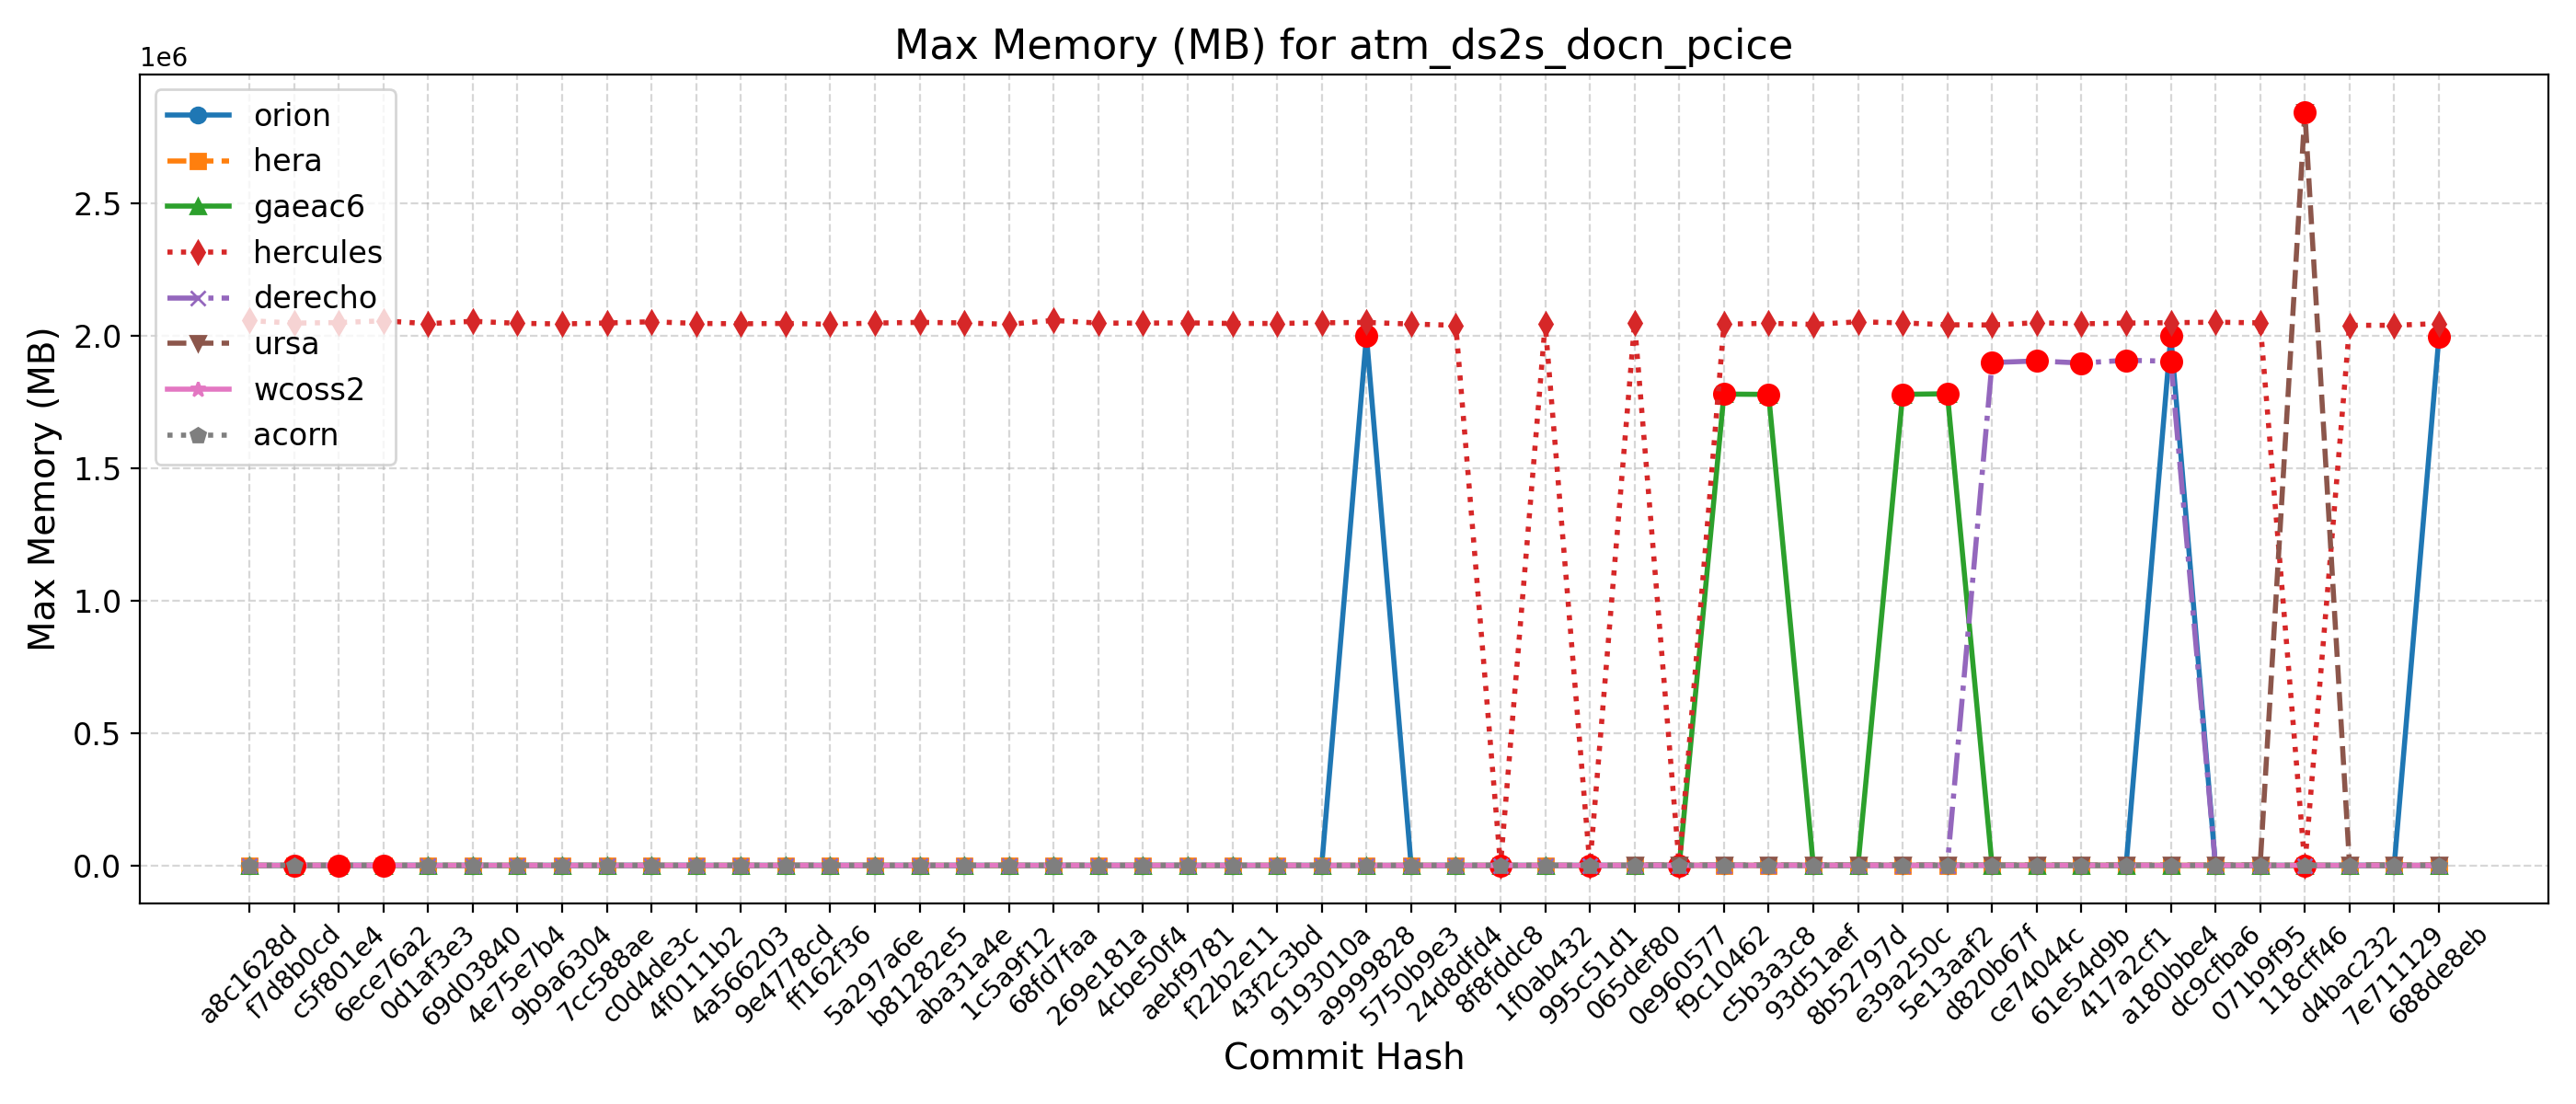 Max Memory (MB) for atm_ds2s_docn_pcice
1e6
orion
hera
gaeac6
hercules
derecho
ursa
wcoss2
acorn
2.5
2.0
1.5
1.0
0.5
0.0
Max Memory (MB)
a8c1628d
f7d8b0cd
c5f801e4
6ece76a2
0d1af3e3
69d03840
4e75e7b4
9b9a6304
7cc588ae
c0d4de3c
4f0111b2
4a566203
9e4778cd
ff162f36
5a297a6e
b81282e5
aba31a4e
1c5a9f12
68fd7faa
269e181a
4cbe50f4
aebf9781
f22b2e11
43f2c3bd
9193010a
a9999828
5750b9e3
24d8dfd4
8f8fddc8
1f0ab432
995c51d1
065def80
0e960577
f9c10462
c5b3a3c8
93d51aef
8b52797d
e39a250c
5e13aaf2
d820b67f
ce74044c
61e54d9b
417a2cf1
a180bbe4
dc9cfba6
071b9f95
118cff46
d4bac232
7e711129
688de8eb
Commit Hash